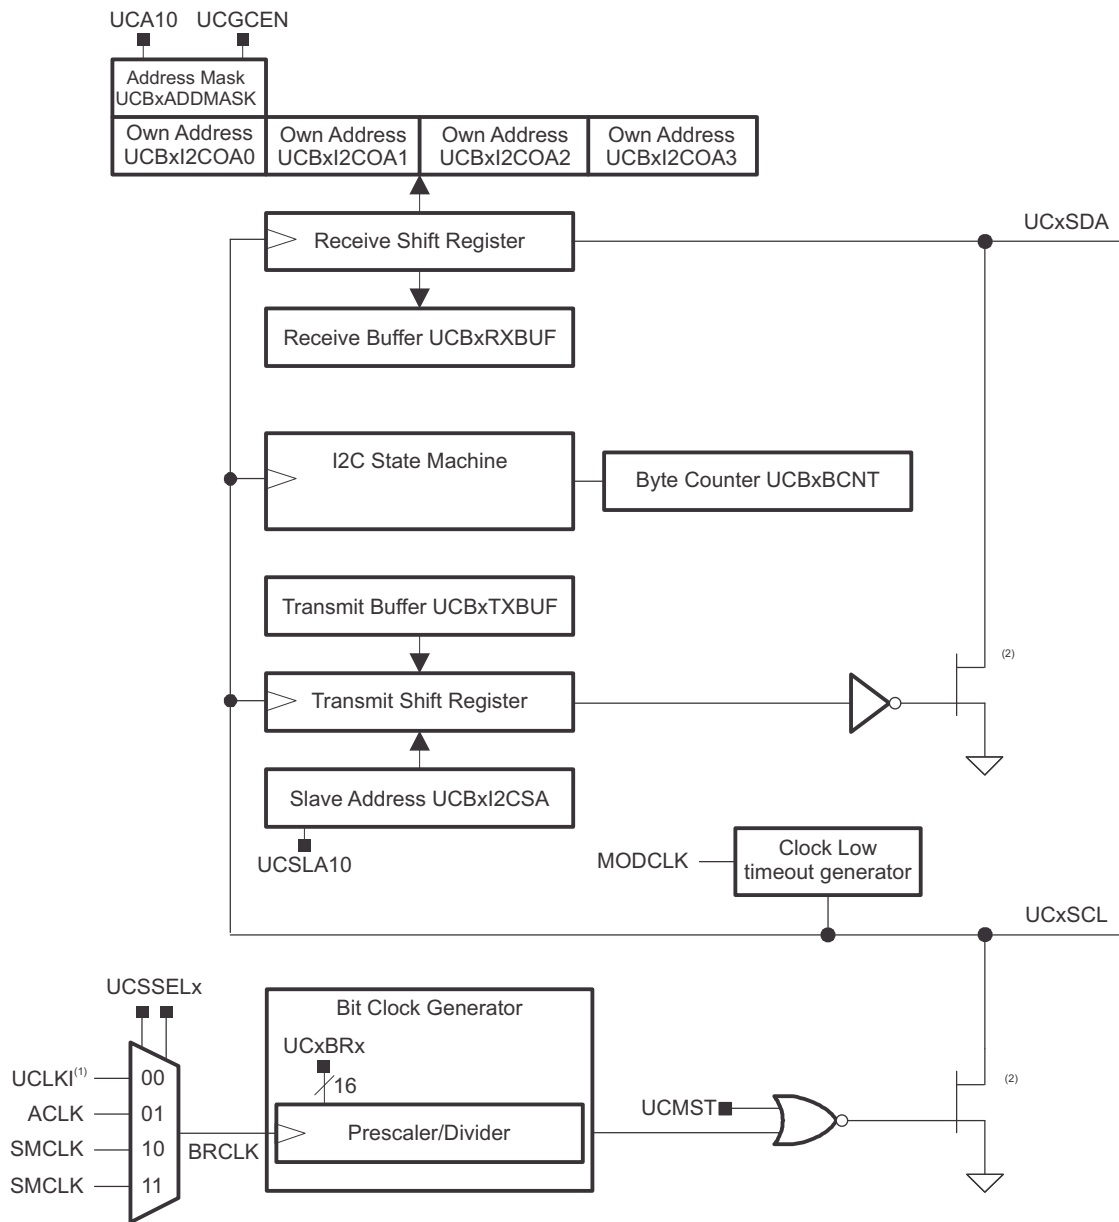 UCA10 UCGCEN
Address Mask
UCBxADDMASK
Own Address
UCBxI2COA0
Own Address
UCBxI2COA1
Own Address
UCBxI2COA2
Own Address
UCBxI2COA3
Receive Shift Register
UCxSDA
Receive Buffer UCBxRXBUF
I2C State Machine
Byte Counter UCBxBCNT
Transmit Buffer UCBxTXBUF
(2)
Transmit Shift Register
Slave Address UCBxI2CSA
UCSLA10
MODCLK
Clock Low
timeout generator
UCxSCL
UCSSELx
Bit Clock Generator
UCxBRx
16
UCLKI(1) 00
ACLK 01
SMCLK 10
SMCLK 11
BRCLK
Prescaler/Divider
UCMST
(2)